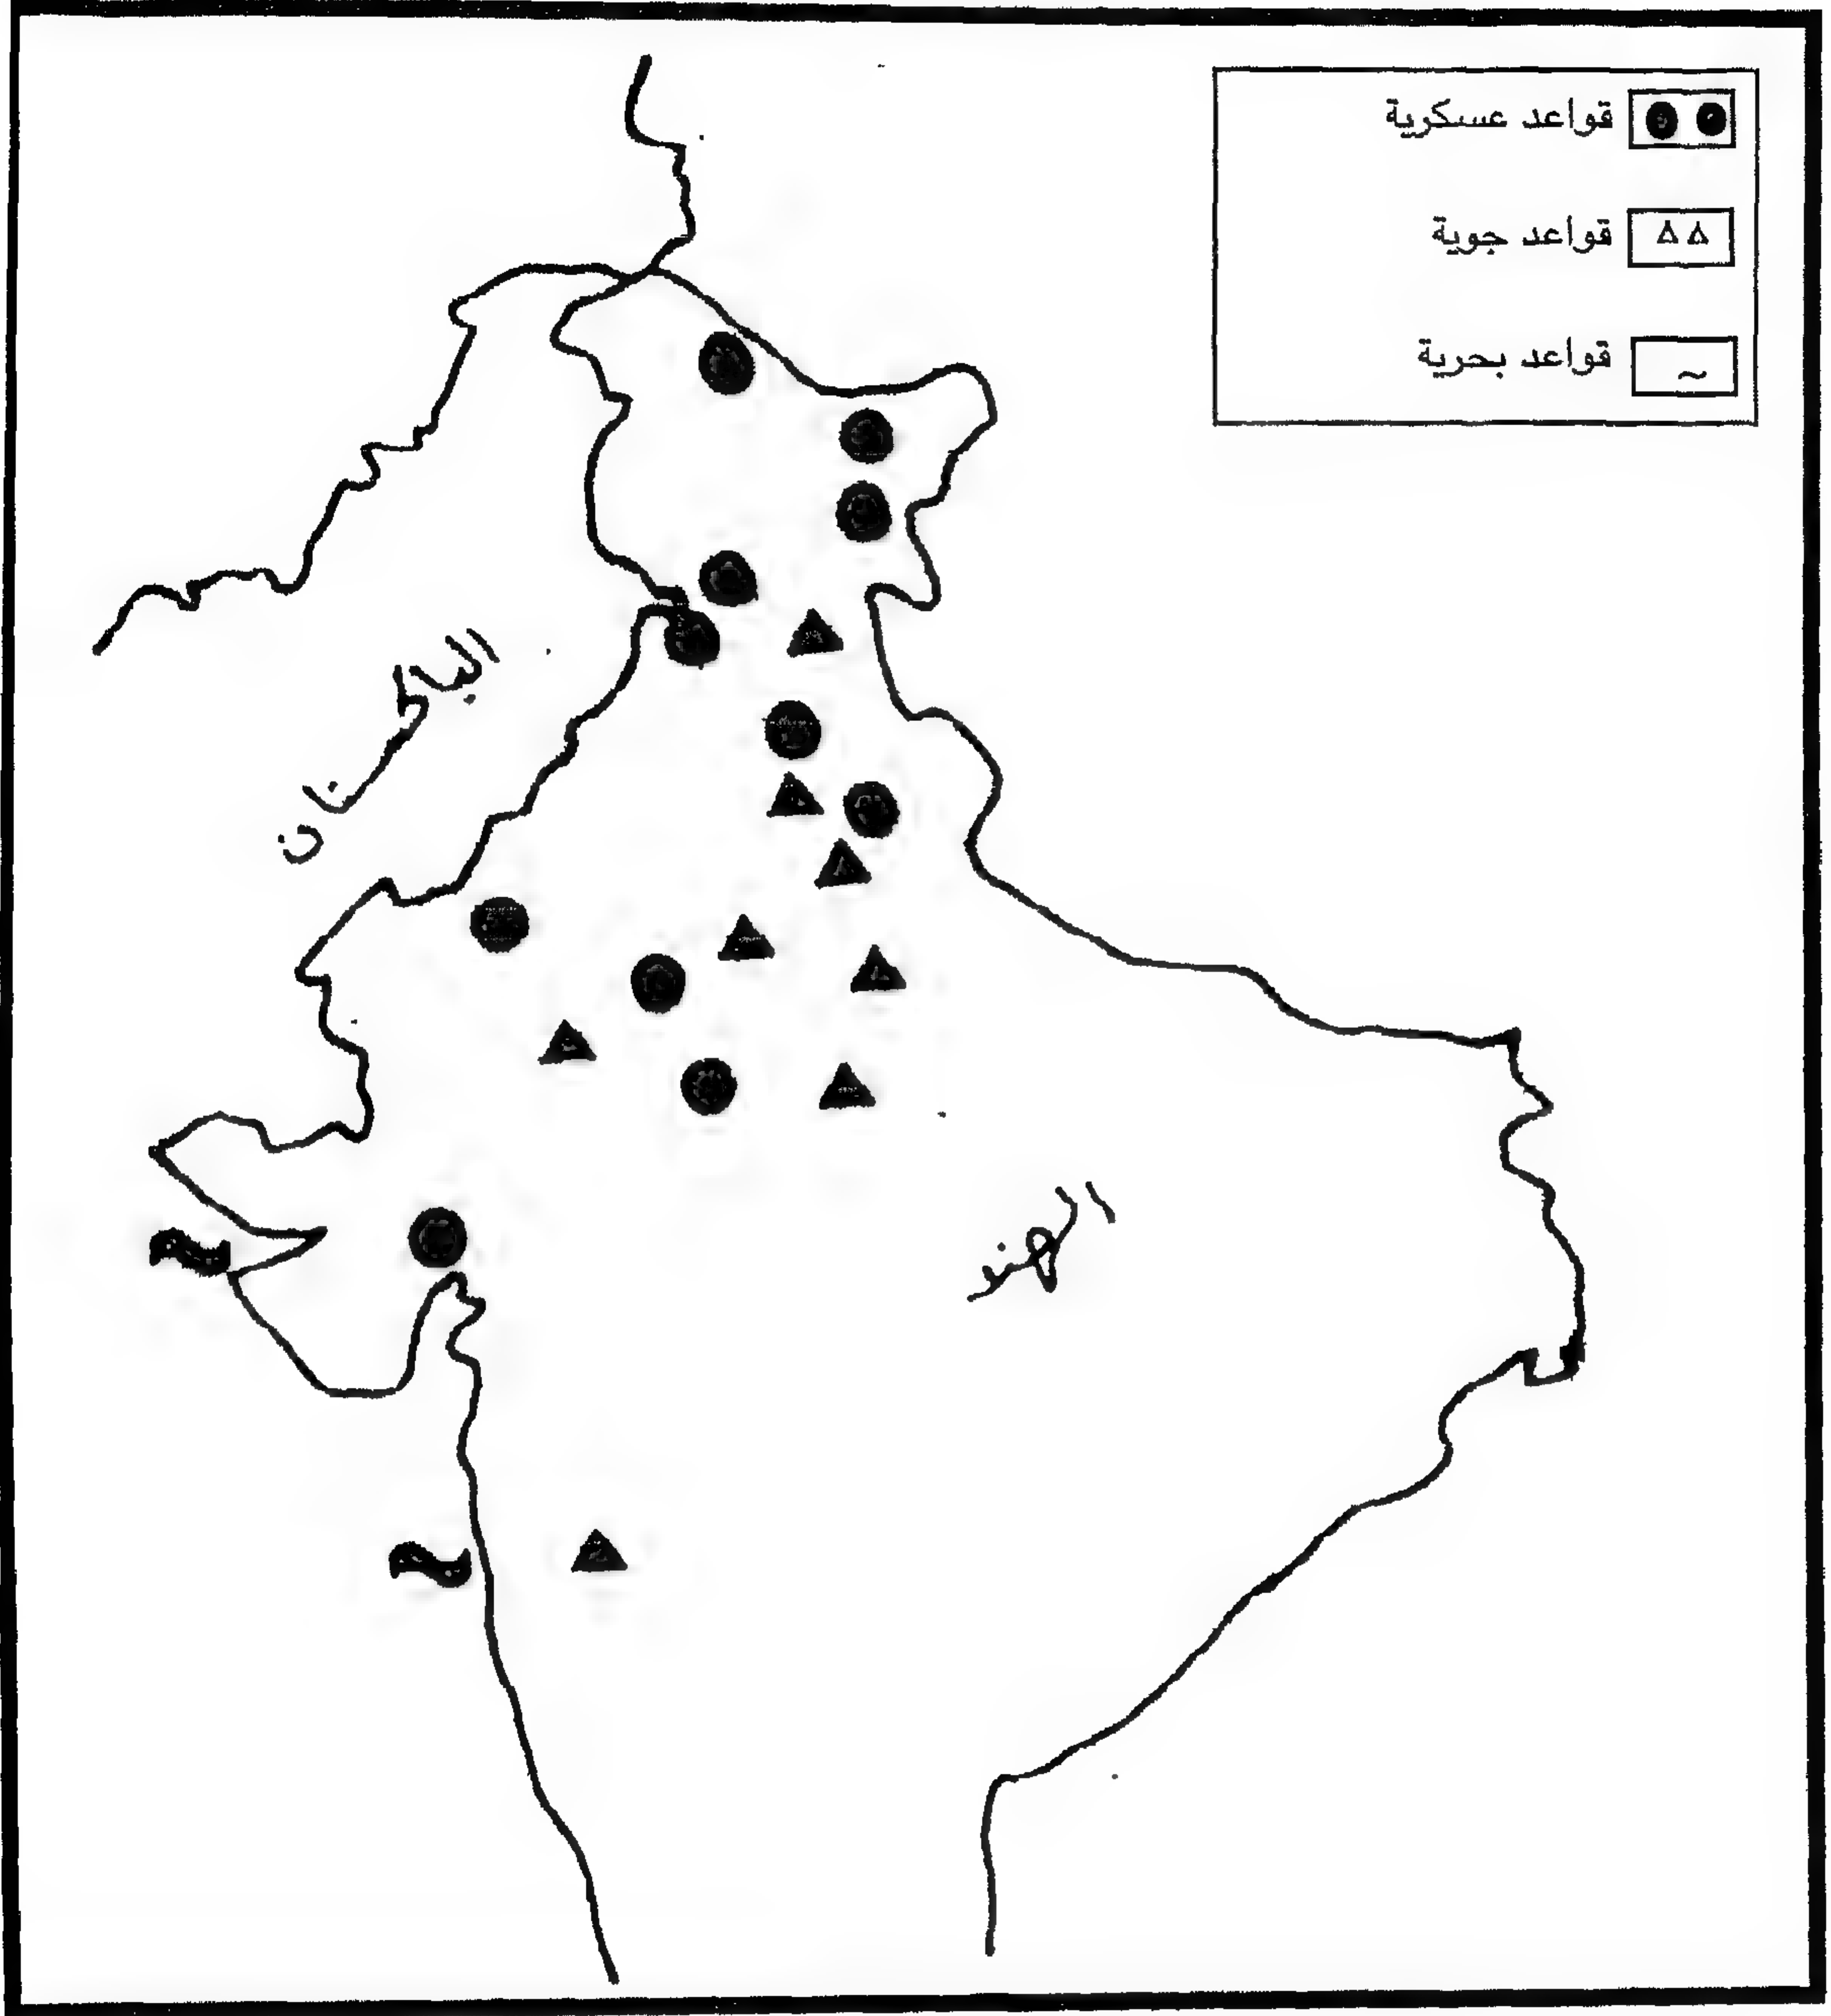 قواعد عسكرية
قواعد جوية
قواعد بحرية
الباكستان
الهند